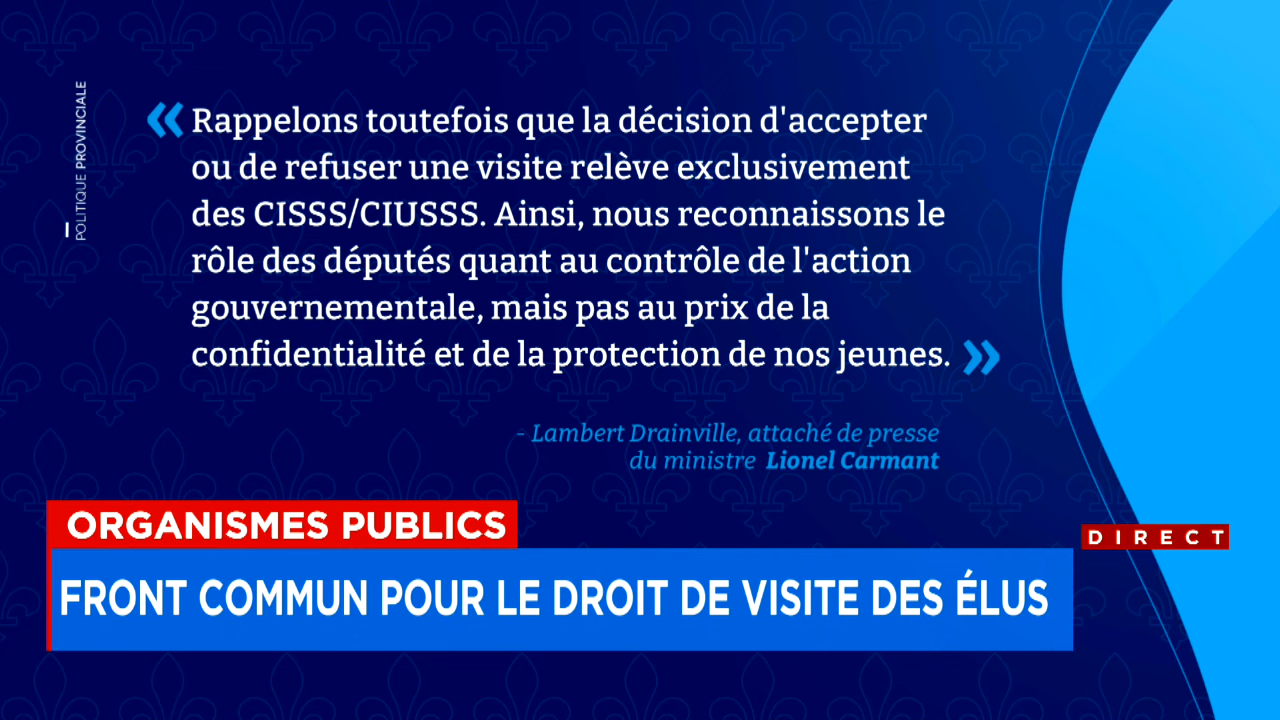 POLITIQUE PROVINCIALE
« Rappelons toutefois que la décision d'accepter
ou de refuser une visite relève exclusivement
des CISSS/CIUSSS. Ainsi, nous reconnaissons le
rôle des députés quant au contrôle de l'action
gouvernementale, mais pas au prix de la
confidentialité et de la protection de nos jeunes. »
- Lambert Drainville, attaché de presse
du ministre Lionel Carmant
ORGANISMES PUBLICS
DIRECT
FRONT COMMUN POUR LE DROIT DE VISITE DES ÉLUS